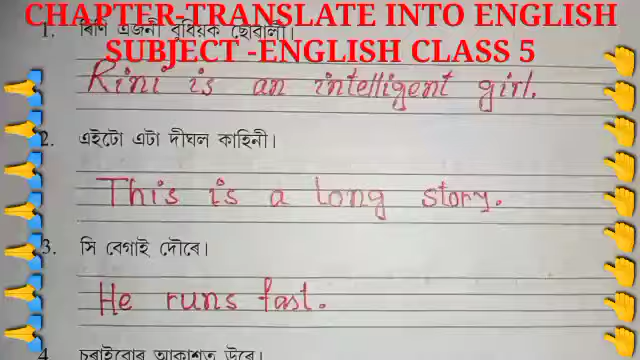 CHAPTER-TRANSLATE INTO ENGLISH
1. ৰিণি এজনী বুধিয়ক ছোৱালী।
SUBJECT -ENGLISH CLASS 5
Rini is an intelligent girl.
2. এইটো এটা দীঘল কাহিনী।
This is a long story.
3. সি বেগাই দৌৰে।
He runs fast.
4. চৰাইবোৰ আকাশত উৰে।